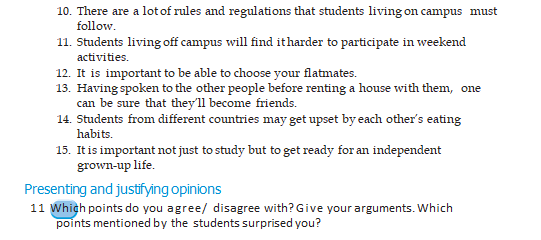 10. There are a lot of rules and regulations that students living on campus must
follow.
11. Students living off campus will find it harder to participate in weekend
activities.
12. It is important to be able to choose your flatmates.
13. Having spoken to the other people before renting a house with them, one
can be sure that they'll become friends.
14. Students from different countries may get upset by each other's eating
habits.
15. It is important not just to study but to get ready for an independent
grown-up life.
Presenting and justifying opinions
11 Which points do you agree/ disagree with? Give your arguments. Which
points mentioned by the students surprised you?